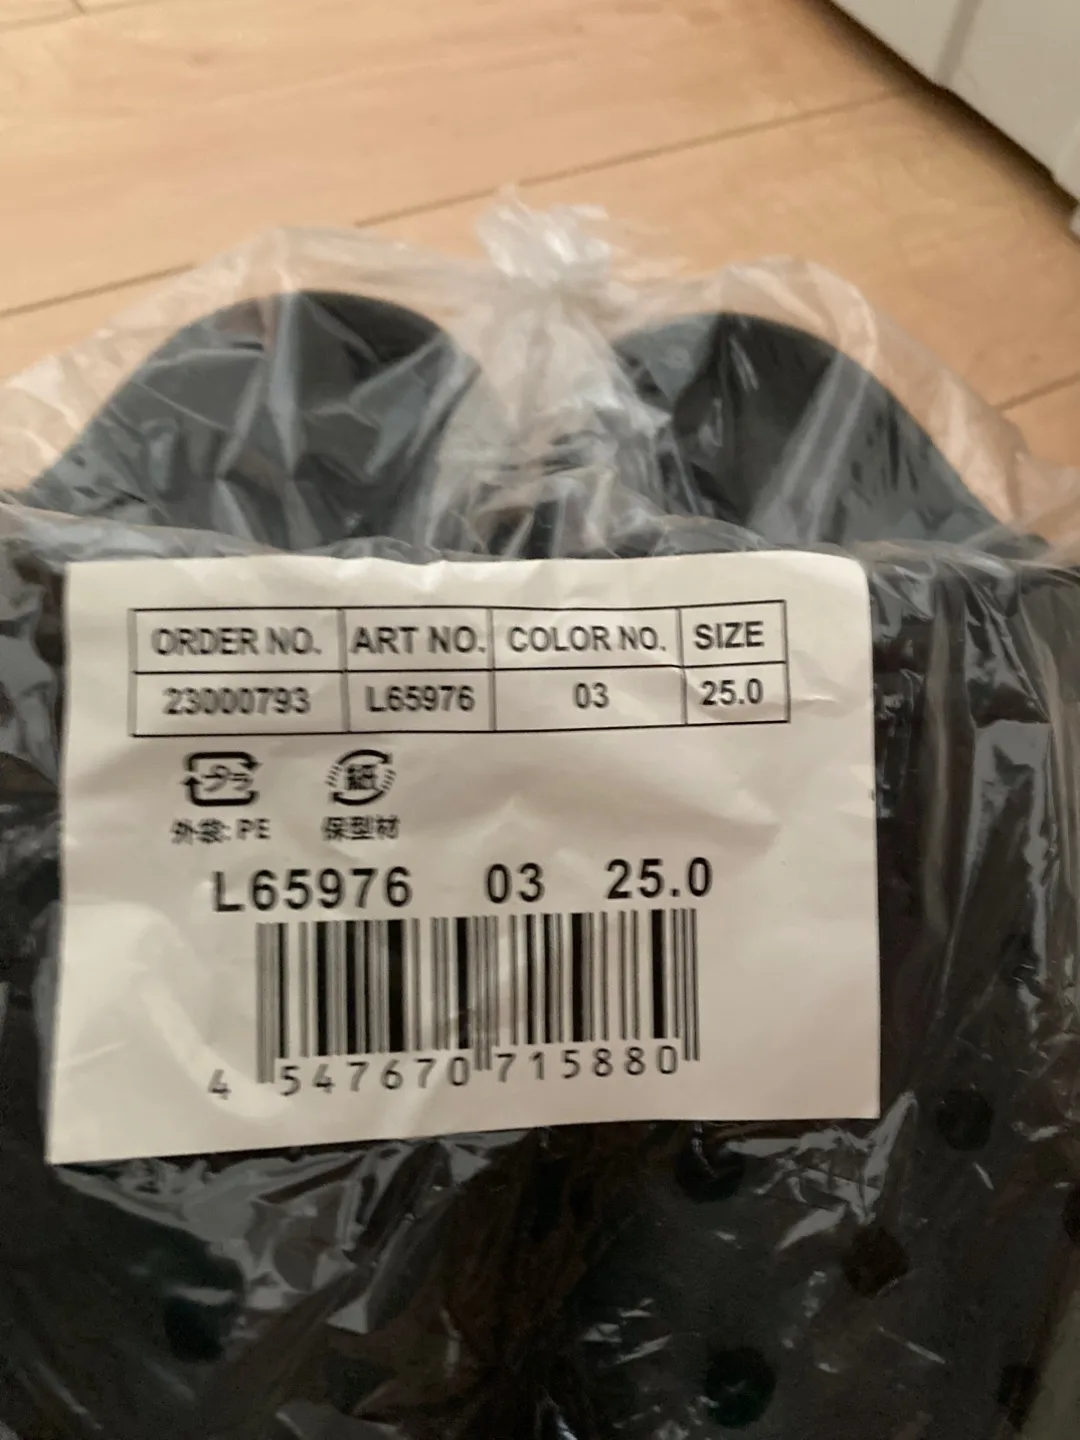 ORDER NO. ART NO. COLOR NO. SIZE
23000793 L65976 03 25.0
プラ 紙
外袋: PE 保型材
L65976 03 25.0
4 547670 715880